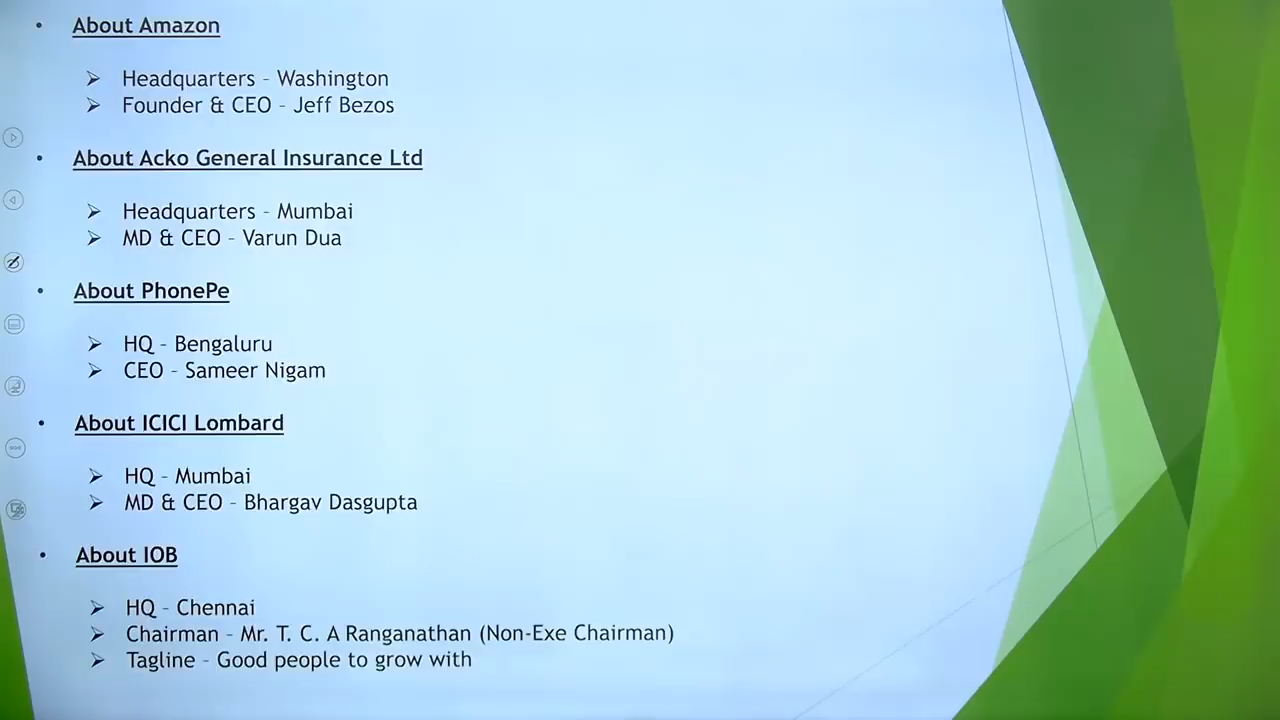 • About Amazon
➢ Headquarters – Washington
➢ Founder & CEO – Jeff Bezos
• About Acko General Insurance Ltd
➢ Headquarters – Mumbai
➢ MD & CEO – Varun Dua
• About PhonePe
➢ HQ – Bengaluru
➢ CEO – Sameer Nigam
• About ICICI Lombard
➢ HQ – Mumbai
➢ MD & CEO – Bhargav Dasgupta
• About IOB
➢ HQ – Chennai
➢ Chairman – Mr. T. C. A Ranganathan (Non-Exe Chairman)
➢ Tagline – Good people to grow with